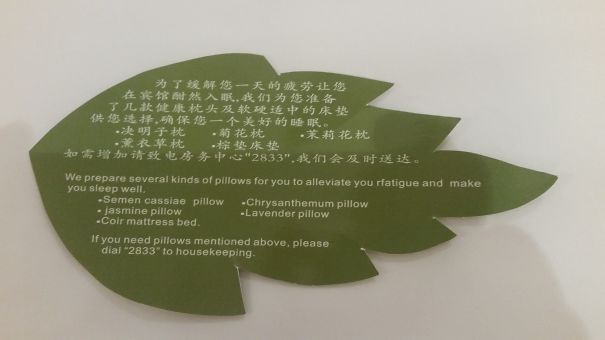 为了缓解您一天的疲劳让您
在宾馆酣然入眠,我们为您准备
了几款健康枕头及软硬适中的床垫
供您选择,确保您一个美好的睡眠。
•决明子枕 •菊花枕 •茉莉花枕
•薰衣草枕 •棕垫床垫
如需增加请致电房务中心"2833",我们会及时送达。
We prepare several kinds of pillows for you to alleviate you rfatigue and make
you sleep well.
•Semen cassiae pillow •Chrysanthemum pillow
• jasmine pillow •Lavender pillow
•Coir mattress bed.
If you need pillows mentioned above, please
dial "2833" to housekeeping.